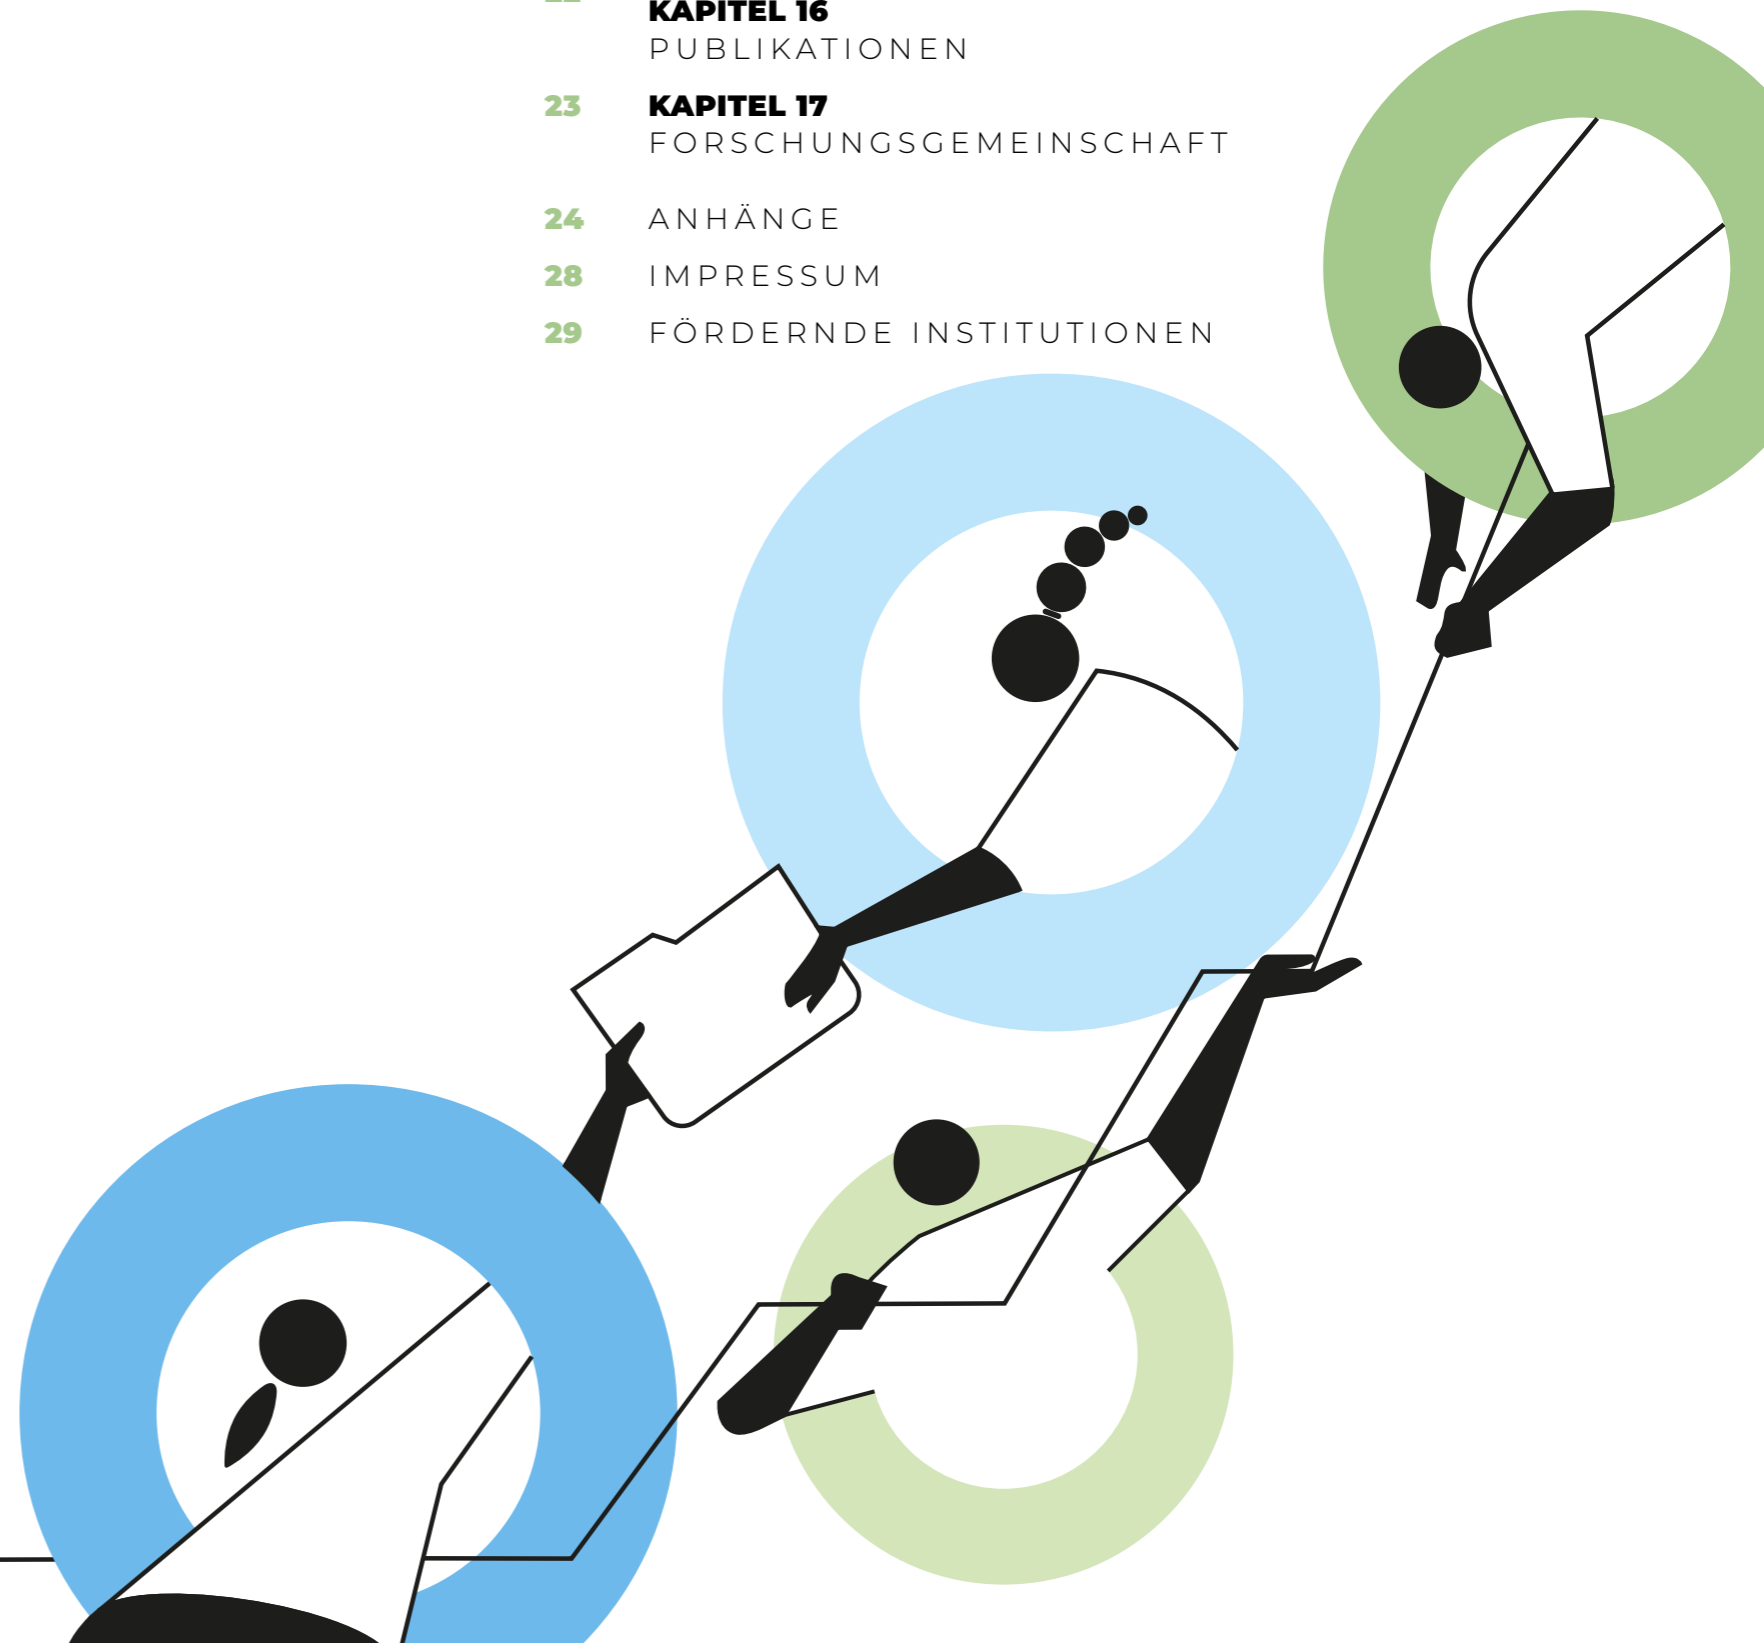 KAPITEL 16
PUBLIKATIONEN
23 KAPITEL 17
FORSCHUNGSGEMEINSCHAFT
24 ANHÄNGE
28 IMPRESSUM
29 FÖRDERNDE INSTITUTIONEN